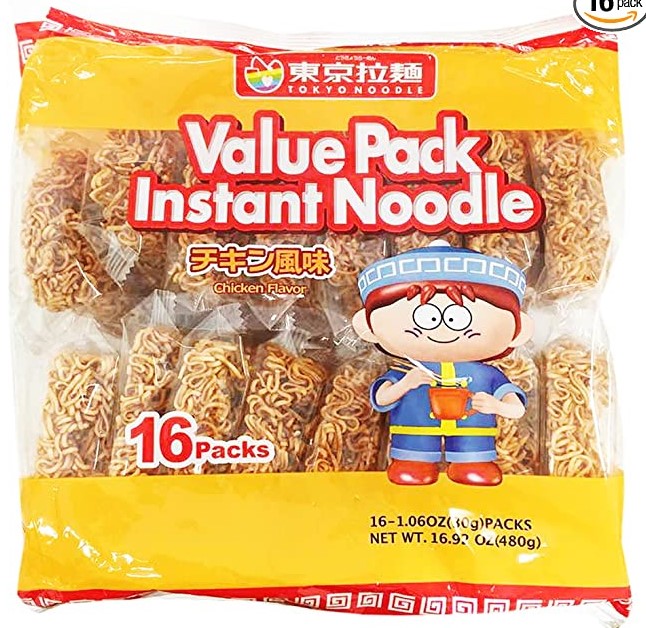 16 pack
東京拉麺
TOKYO NOODLE
Value Pack
Instant Noodle
チキン風味
Chicken Flavor
16 Packs
16-1.06OZ(30g)PACKS
NET WT. 16.92 OZ(480g)